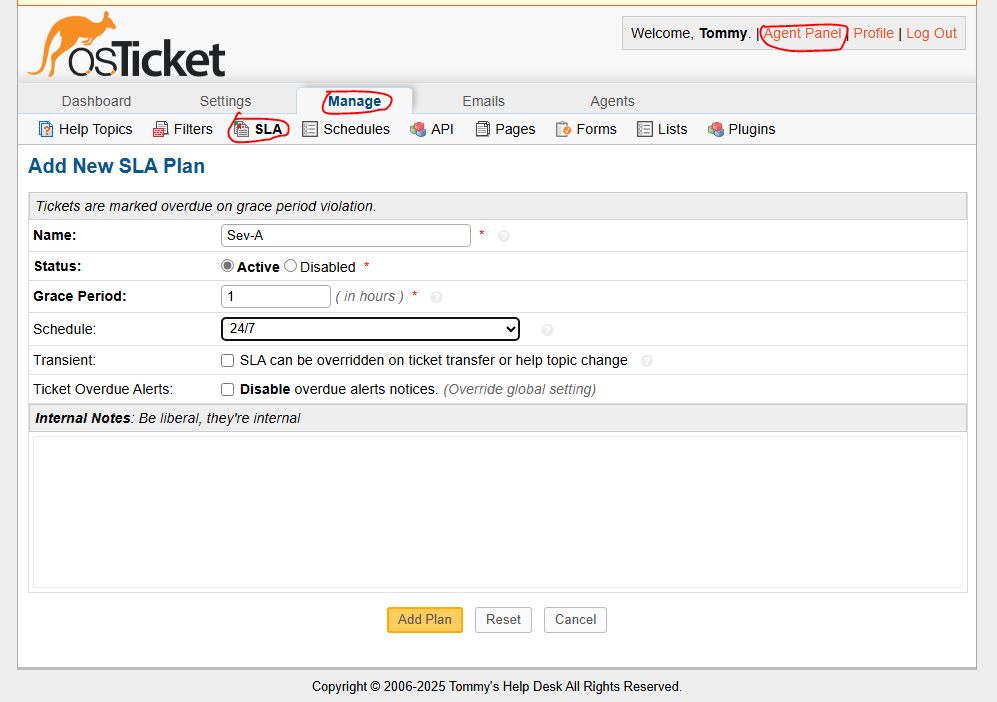 osTicket
Welcome, Tommy. | Agent Panel | Profile | Log Out
Dashboard Settings Manage Emails Agents
Help Topics Filters SLA Schedules API Pages Forms Lists Plugins
Add New SLA Plan
Tickets are marked overdue on grace period violation.
Name: Sev-A *
Status: Active Disabled *
Grace Period: 1 ( in hours ) *
Schedule: 24/7
Transient: SLA can be overridden on ticket transfer or help topic change
Ticket Overdue Alerts: Disable overdue alerts notices. (Override global setting)
Internal Notes: Be liberal, they're internal
Add Plan Reset Cancel
Copyright © 2006-2025 Tommy's Help Desk All Rights Reserved.